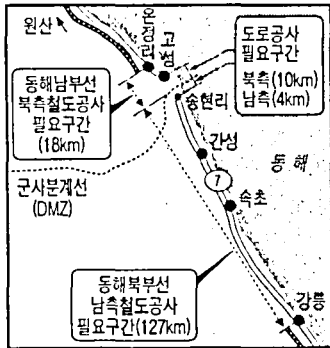 원산
온정리
고성
도로공사
필요구간
북측(10km)
남측(4km)
동해남부선
북측철도공사
필요구간
(18km)
송현리
간성
동해
군사분계선
(DMZ)
7
속초
동해북부선
남측철도공사
필요구간(127km)
강릉